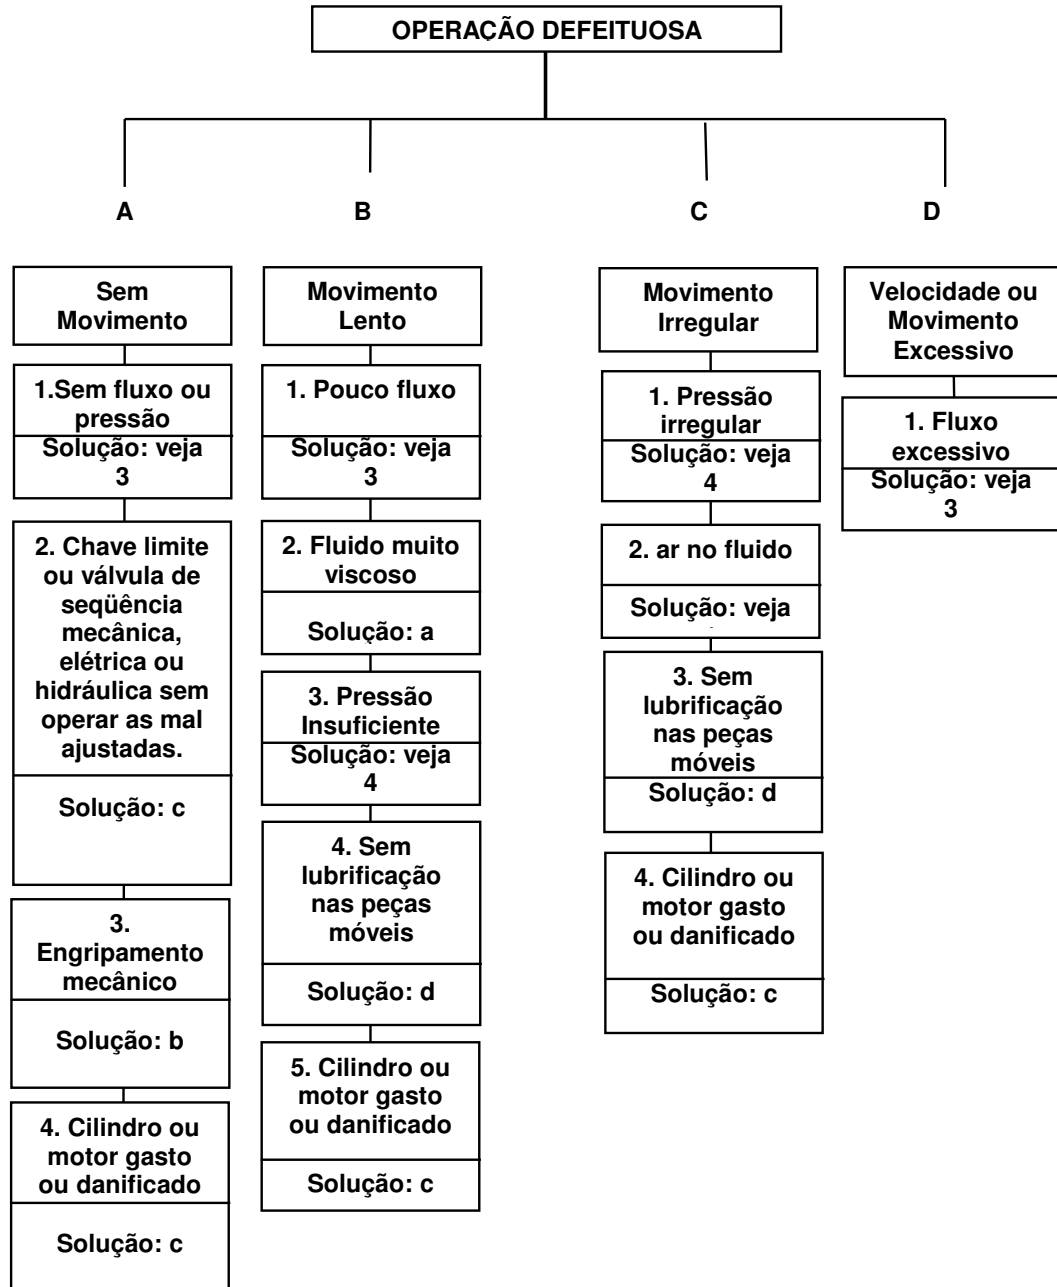 OPERAÇÃO DEFEITUOSA
A
B
C
D
Sem
Movimento
1.Sem fluxo ou
pressão
Solução: veja
3
2. Chave limite
ou válvula de
seqüência
mecânica,
elétrica ou
hidráulica sem
operar as mal
ajustadas.
Solução: c
3.
Engripamento
mecânico
Solução: b
4. Cilindro ou
motor gasto
ou danificado
Solução: c
Movimento
Lento
1. Pouco fluxo
Solução: veja
3
2. Fluido muito
viscoso
Solução: a
3. Pressão
Insuficiente
Solução: veja
4
4. Sem
lubrificação
nas peças
móveis
Solução: d
5. Cilindro ou
motor gasto
ou danificado
Solução: c
Movimento
Irregular
1. Pressão
irregular
Solução: veja
4
2. ar no fluido
Solução: veja
3. Sem
lubrificação
nas peças
móveis
Solução: d
4. Cilindro ou
motor gasto
ou danificado
Solução: c
Velocidade ou
Movimento
Excessivo
1. Fluxo
excessivo
Solução: veja
3